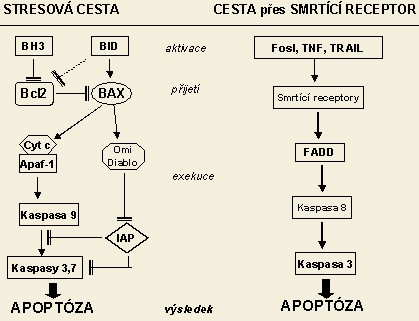 STRESOVÁ CESTA
CESTA přes SMRTÍCÍ RECEPTOR
BH3
BID
aktivace
Fosl, TNF, TRAIL
Bcl2
BAX
přijetí
Smrtící receptory
Cyt c
Apaf-1
Omi
Diablo
FADD
exekuce
Kaspasa 9
IAP
Kaspasa 8
Kaspasy 3,7
Kaspasa 3
APOPTÓZA
výsledek
APOPTÓZA